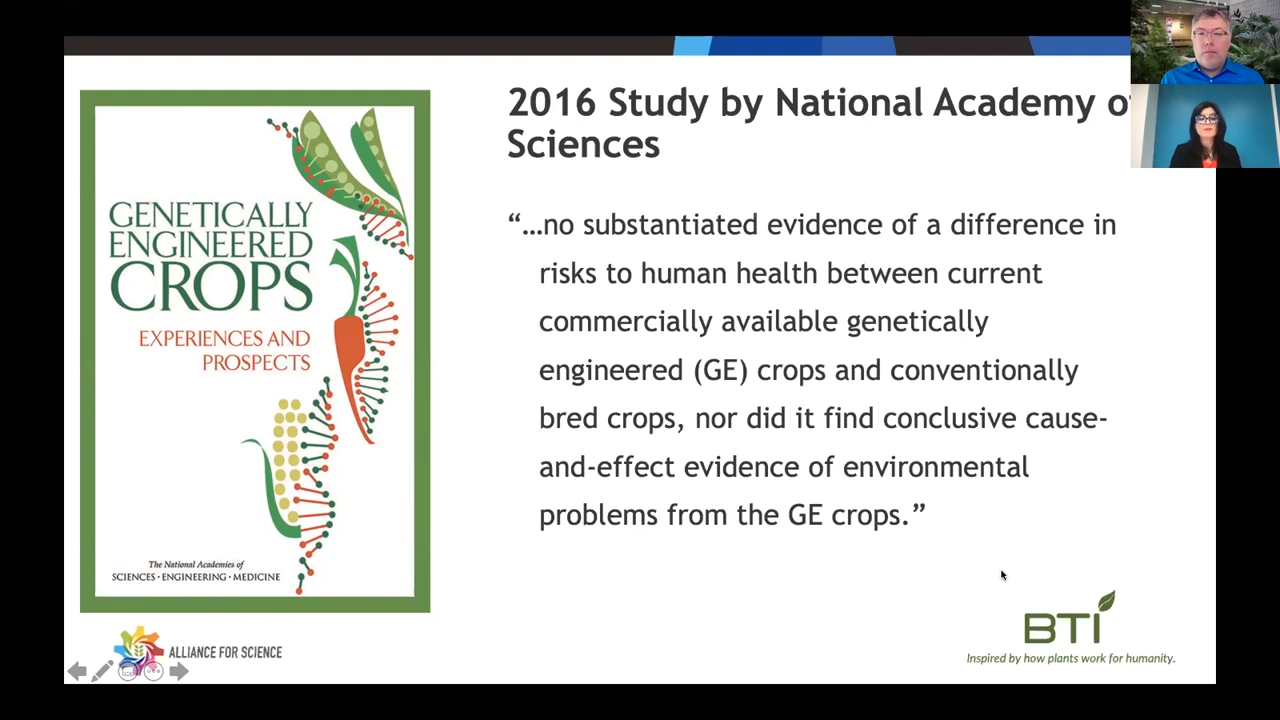 2016 Study by National Academy o
Sciences
“…no substantiated evidence of a difference in
risks to human health between current
commercially available genetically
engineered (GE) crops and conventionally
bred crops, nor did it find conclusive cause-
and-effect evidence of environmental
problems from the GE crops.”
GENETICALLY
ENGINEERED
CROPS
EXPERIENCES AND
PROSPECTS
The National Academies of
SCIENCES · ENGINEERING · MEDICINE
ALLIANCE FOR SCIENCE
BTI
Inspired by how plants work for humanity.